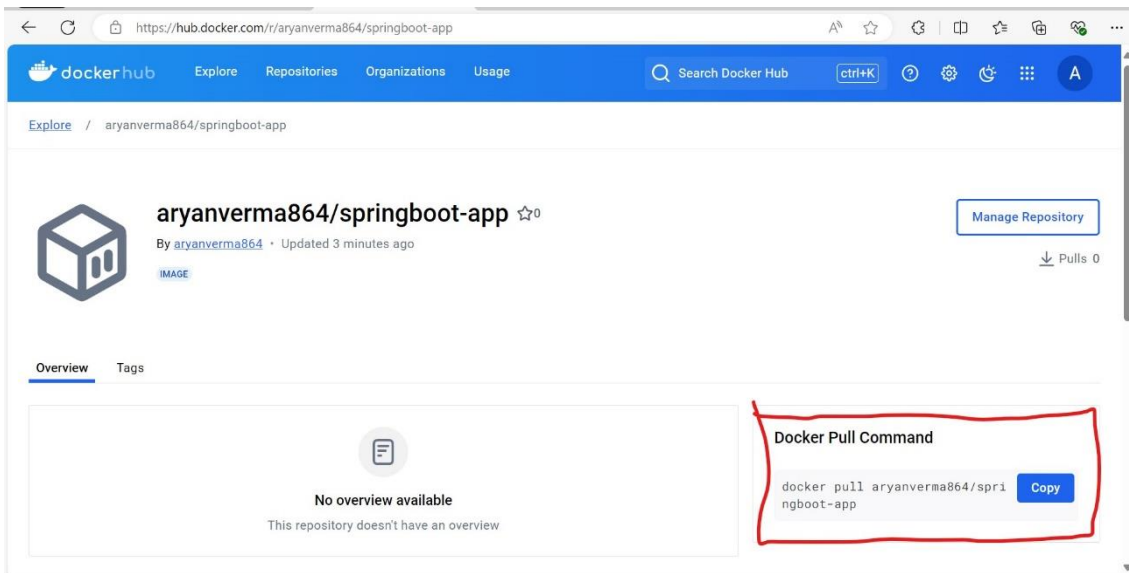 https://hub.docker.com/r/aryanverma864/springboot-app
dockerhub Explore Repositories Organizations Usage Search Docker Hub ctrl+K A
Explore / aryanverma864/springboot-app
aryanverma864/springboot-app 0
By aryanverma864 • Updated 3 minutes ago
IMAGE
Manage Repository
Pulls 0
Overview Tags
No overview available
This repository doesn't have an overview
Docker Pull Command
docker pull aryanverma864/spri
ngboot-app
Copy